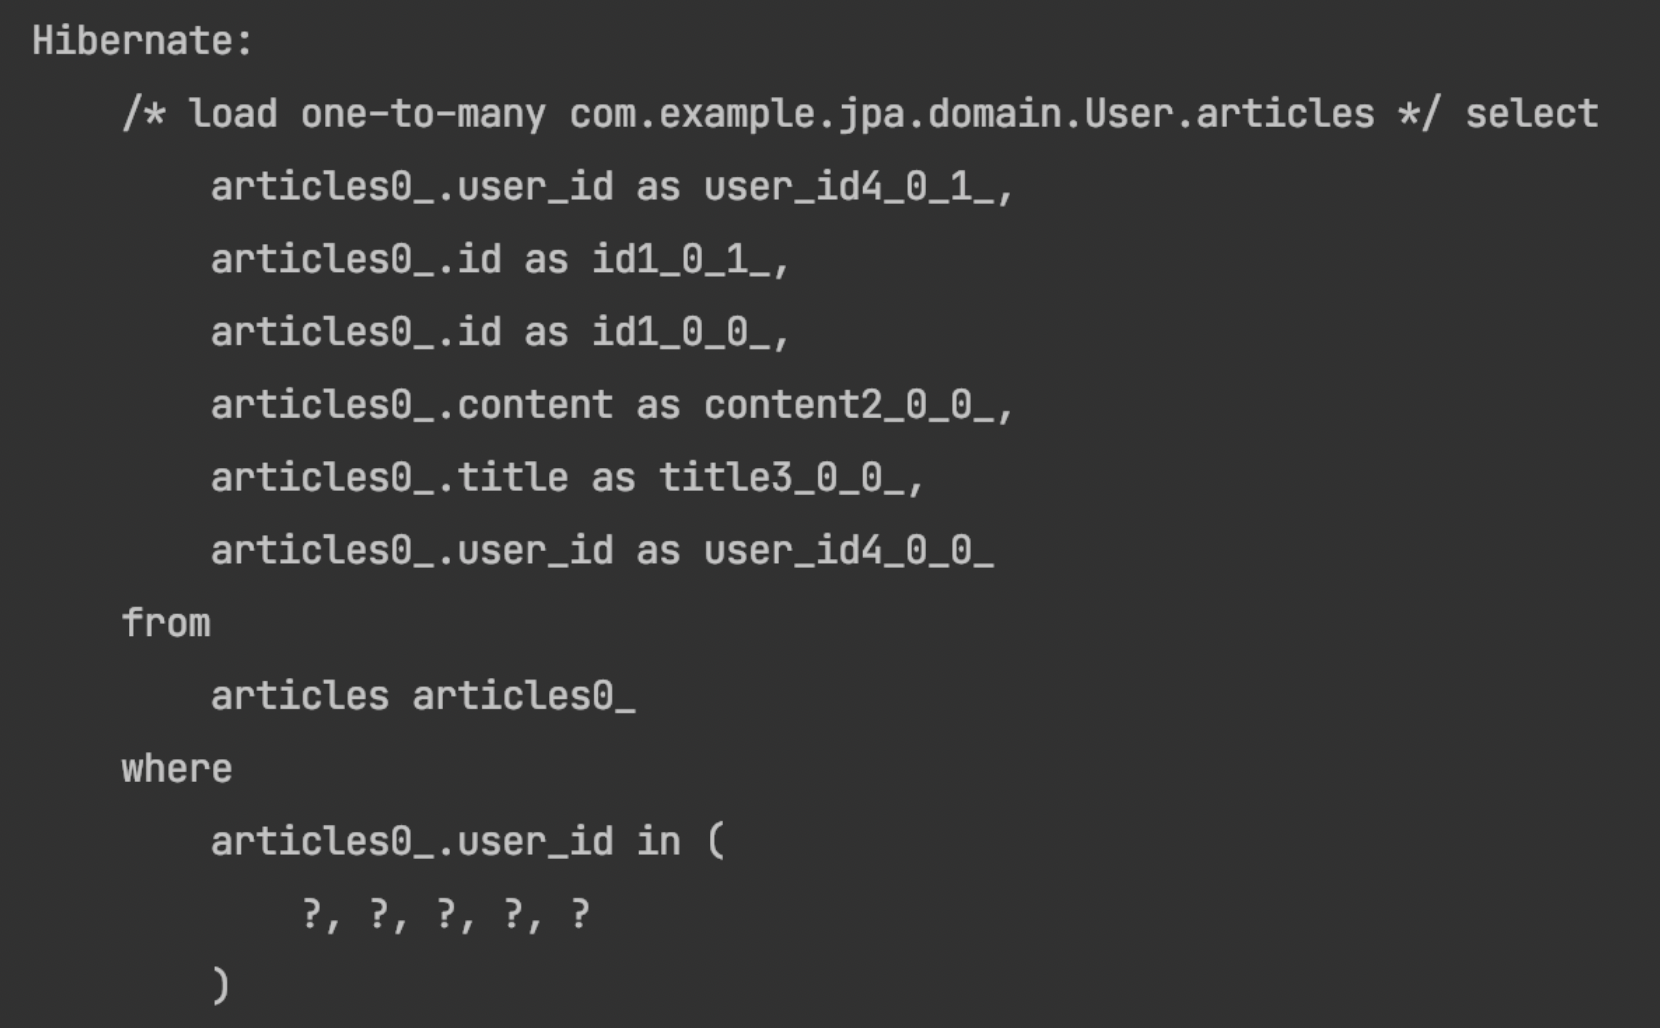 Hibernate:
/* load one-to-many com.example.jpa.domain.User.articles */ select
articles0_.user_id as user_id4_0_1_,
articles0_.id as id1_0_1_,
articles0_.id as id1_0_0_,
articles0_.content as content2_0_0_,
articles0_.title as title3_0_0_,
articles0_.user_id as user_id4_0_0_
from
articles articles0_
where
articles0_.user_id in (
?, ?, ?, ?, ?
)